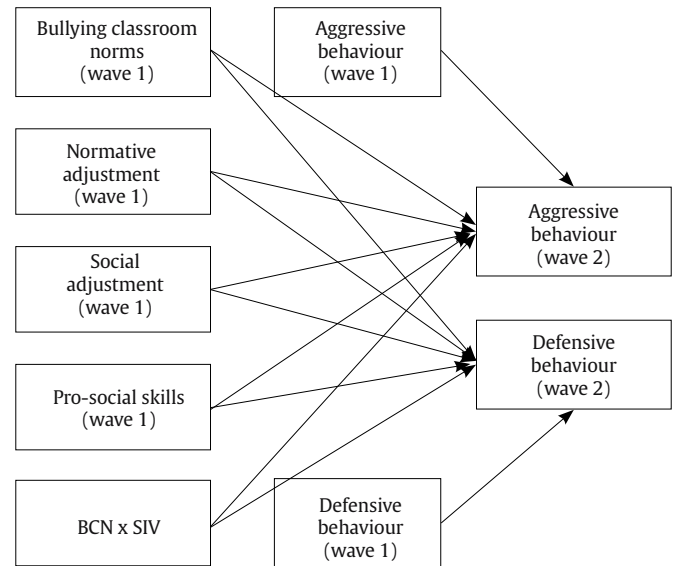 Bullying classroom
norms
(wave 1)
Aggressive
behaviour
(wave 1)
Normative
adjustment
(wave 1)
Aggressive
behaviour
(wave 2)
Social
adjustment
(wave 1)
Defensive
behaviour
(wave 2)
Pro-social skills
(wave 1)
BCN x SIV
Defensive
behaviour
(wave 1)